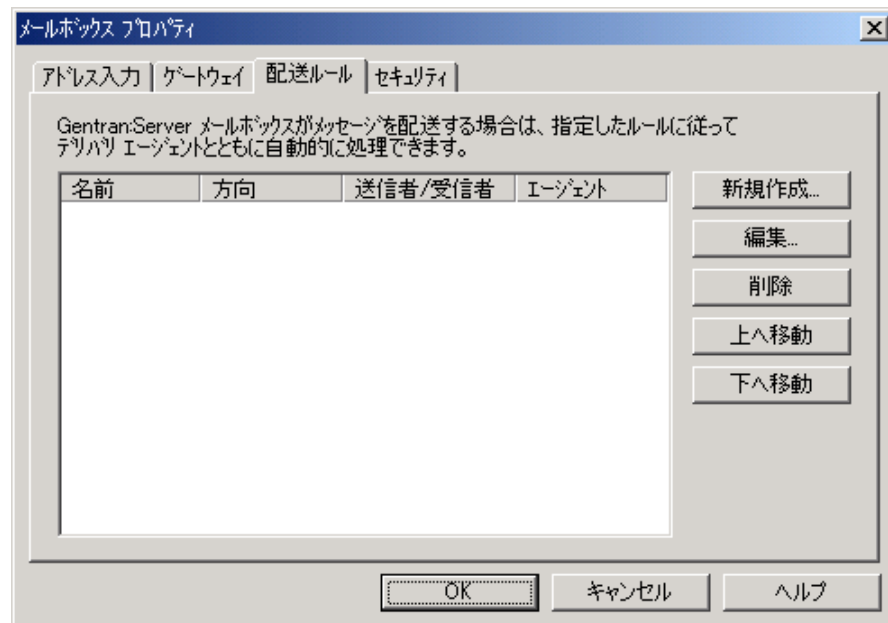 ﾒｰﾙﾎﾞｯｸｽ ﾌﾟﾛﾊﾟﾃｨ
ｱﾄﾞﾚｽ入力 ｹﾞｰﾄｳｪｲ 配送ルール ｾｷｭﾘﾃｨ
Gentran:Server ﾒｰﾙﾎﾞｯｸｽがﾒｯｾｰｼﾞを配送する場合は、指定したﾙｰﾙに従って
ﾃﾞﾘﾊﾞﾘ ｴｰｼﾞｪﾝﾄとともに自動的に処理できます。
名前 方向 送信者/受信者 ｴｰｼﾞｪﾝﾄ
新規作成...
編集...
削除
上へ移動
下へ移動
OK キャンセル ヘルプ